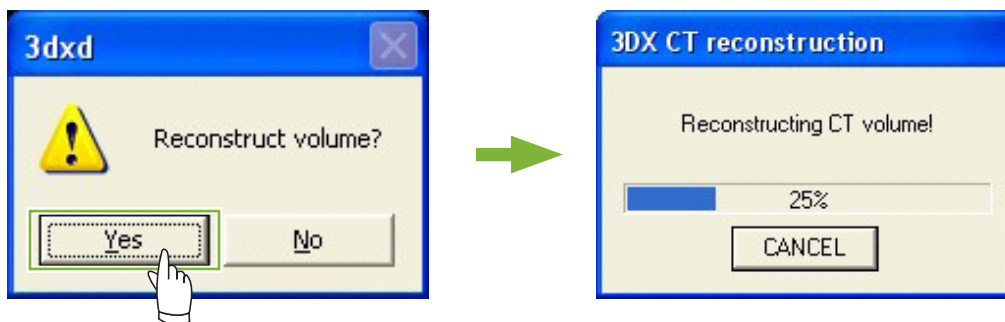 3dxd
Reconstruct volume?
Yes
No
3DX CT reconstruction
Reconstructing CT volume!
25%
CANCEL